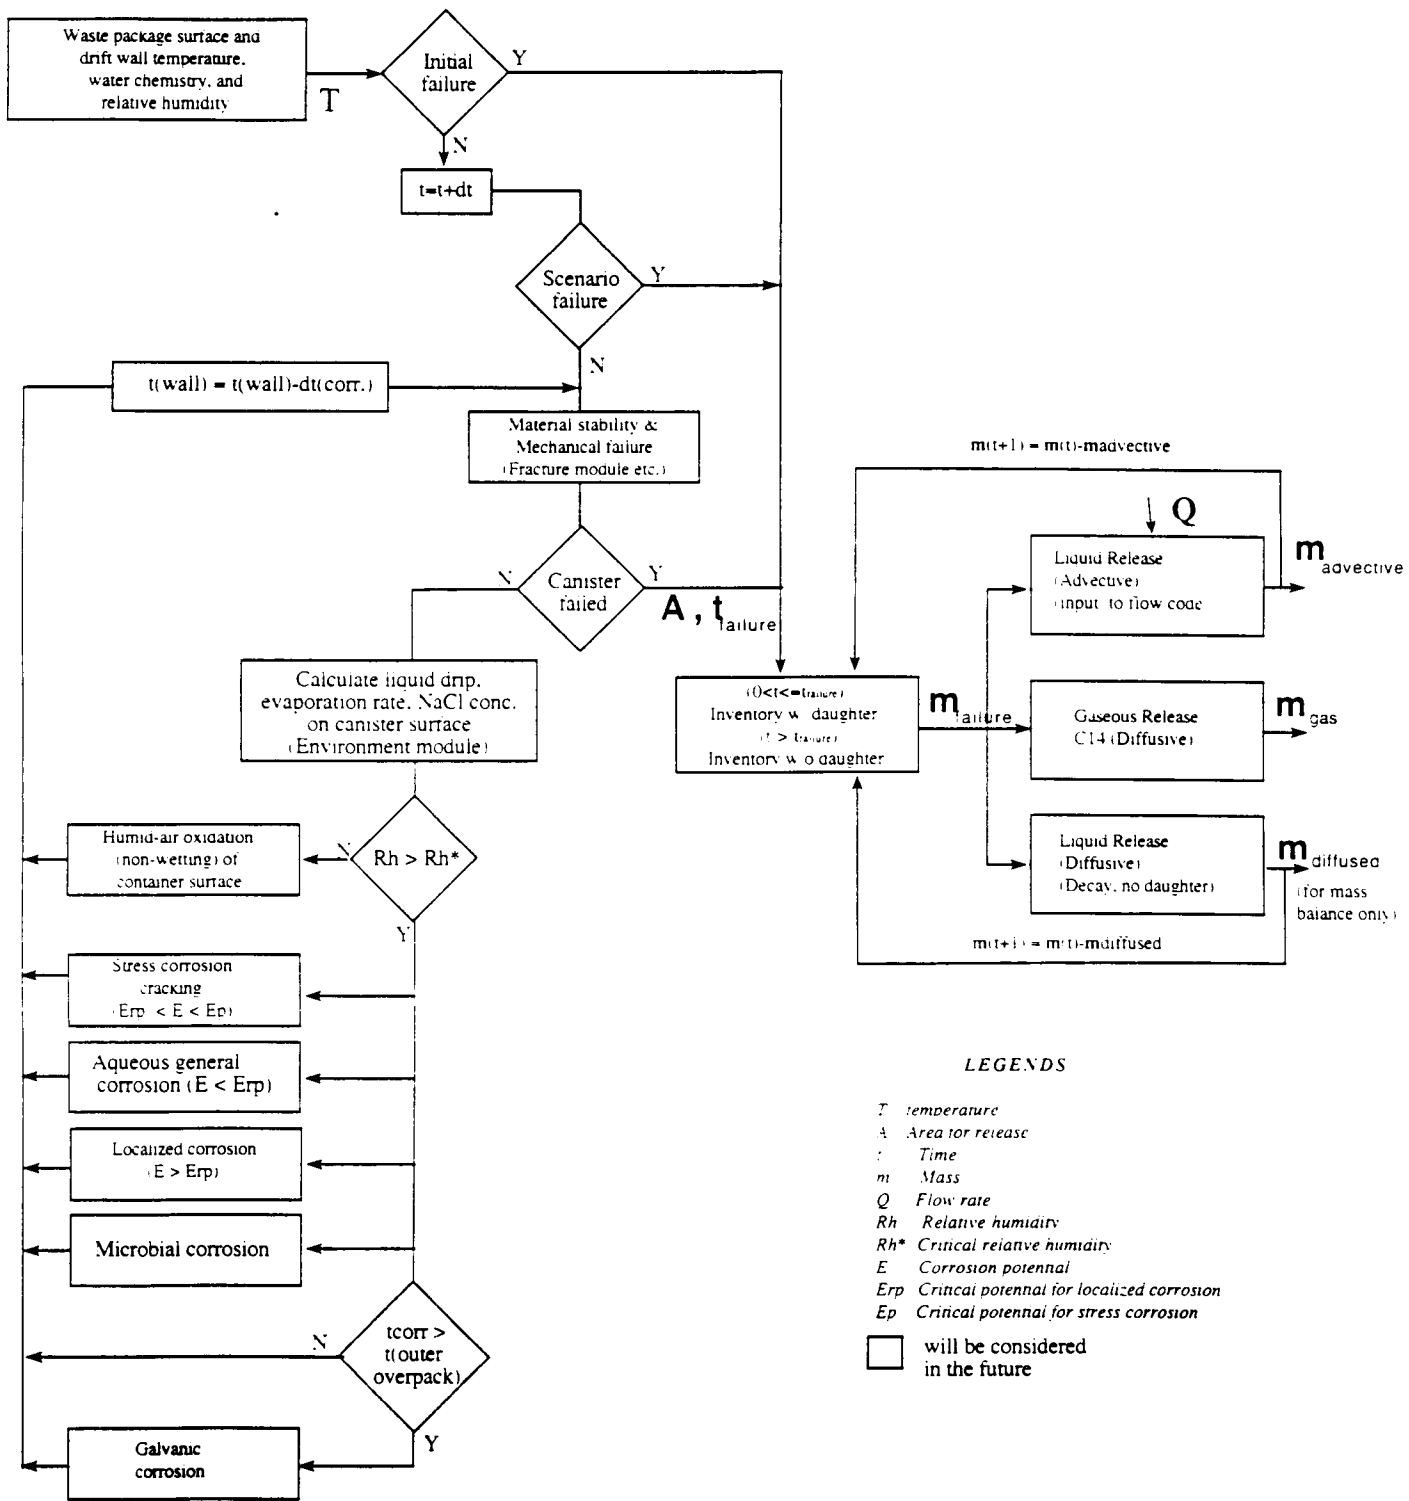 Waste package surface and
drift wall temperature,
water chemistry, and
relative humidity
T
Initial
failure
Y
N
t=t+dt
Scenario
failure
Y
N
t(wall) = t(wall)-dt(corr.)
Material stability &
Mechanical failure
(Fracture module etc.)
Canister
failed
N
Y
A , t failure
Calculate liquid drip,
evaporation rate, NaCl conc.
on canister surface
(Environment module)
Rh > Rh*
N
Y
Humid-air oxidation
(non-wetting) of
container surface
Stress corrosion
cracking
(Erp < E < Ep)
Aqueous general
corrosion (E < Erp)
Localized corrosion
(E > Erp)
Microbial corrosion
tcorr >
t(outer
overpack)
N
Y
Galvanic
corrosion
(0<t<=tfailure)
Inventory w daughter
(t > tfailure)
Inventory w o daughter
m failure
m(t+1) = m(t)-madvective
Q
Liquid Release
(Advective)
(input to flow code
m advective
Gaseous Release
C14 (Diffusive)
m gas
Liquid Release
(Diffusive)
(Decay, no daughter)
m diffused
(for mass
balance only)
m(t+1) = m(t)-mdiffused
LEGENDS
T temperature
A Area for release
t Time
m Mass
Q Flow rate
Rh Relative humidity
Rh* Critical relative humidity
E Corrosion potential
Erp Critical potential for localized corrosion
Ep Critical potential for stress corrosion
will be considered
in the future